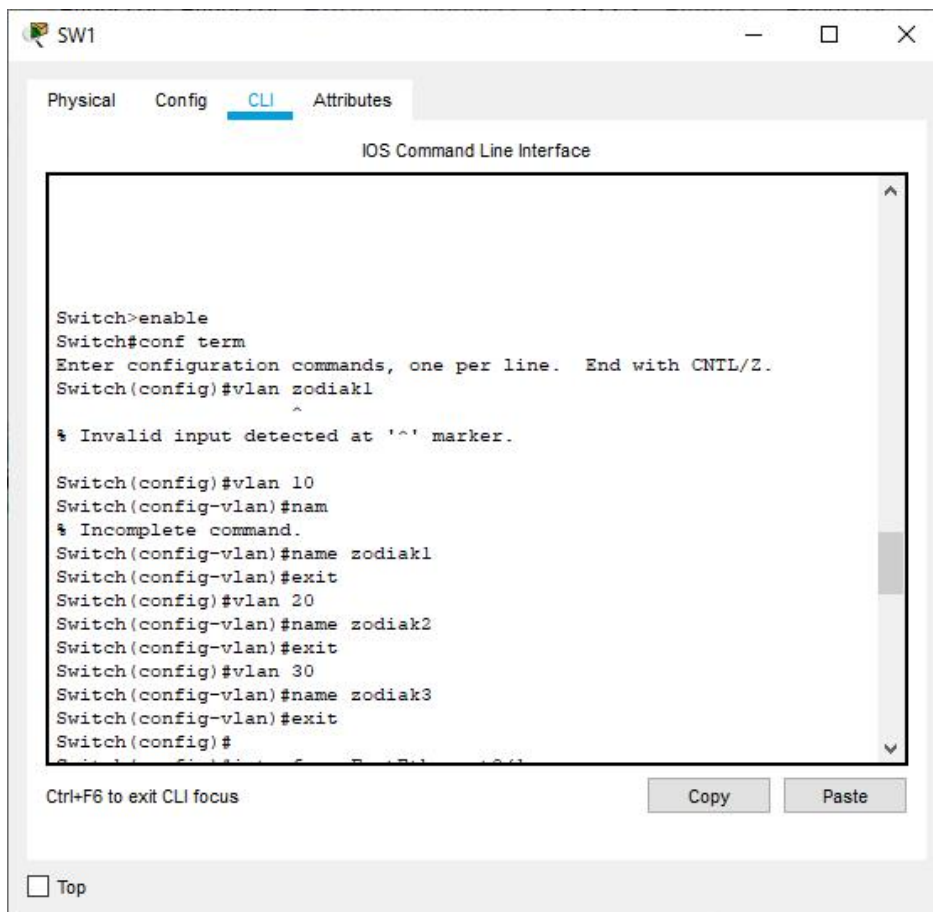 SW1
Physical Config CLI Attributes
IOS Command Line Interface
Switch>enable
Switch#conf term
Enter configuration commands, one per line.  End with CNTL/Z.
Switch(config)#vlan zodiak1
^
% Invalid input detected at '^' marker.
Switch(config)#vlan 10
Switch(config-vlan)#nam
% Incomplete command.
Switch(config-vlan)#name zodiak1
Switch(config-vlan)#exit
Switch(config)#vlan 20
Switch(config-vlan)#name zodiak2
Switch(config-vlan)#exit
Switch(config)#vlan 30
Switch(config-vlan)#name zodiak3
Switch(config-vlan)#exit
Switch(config)#
Ctrl+F6 to exit CLI focus
Copy Paste
Top